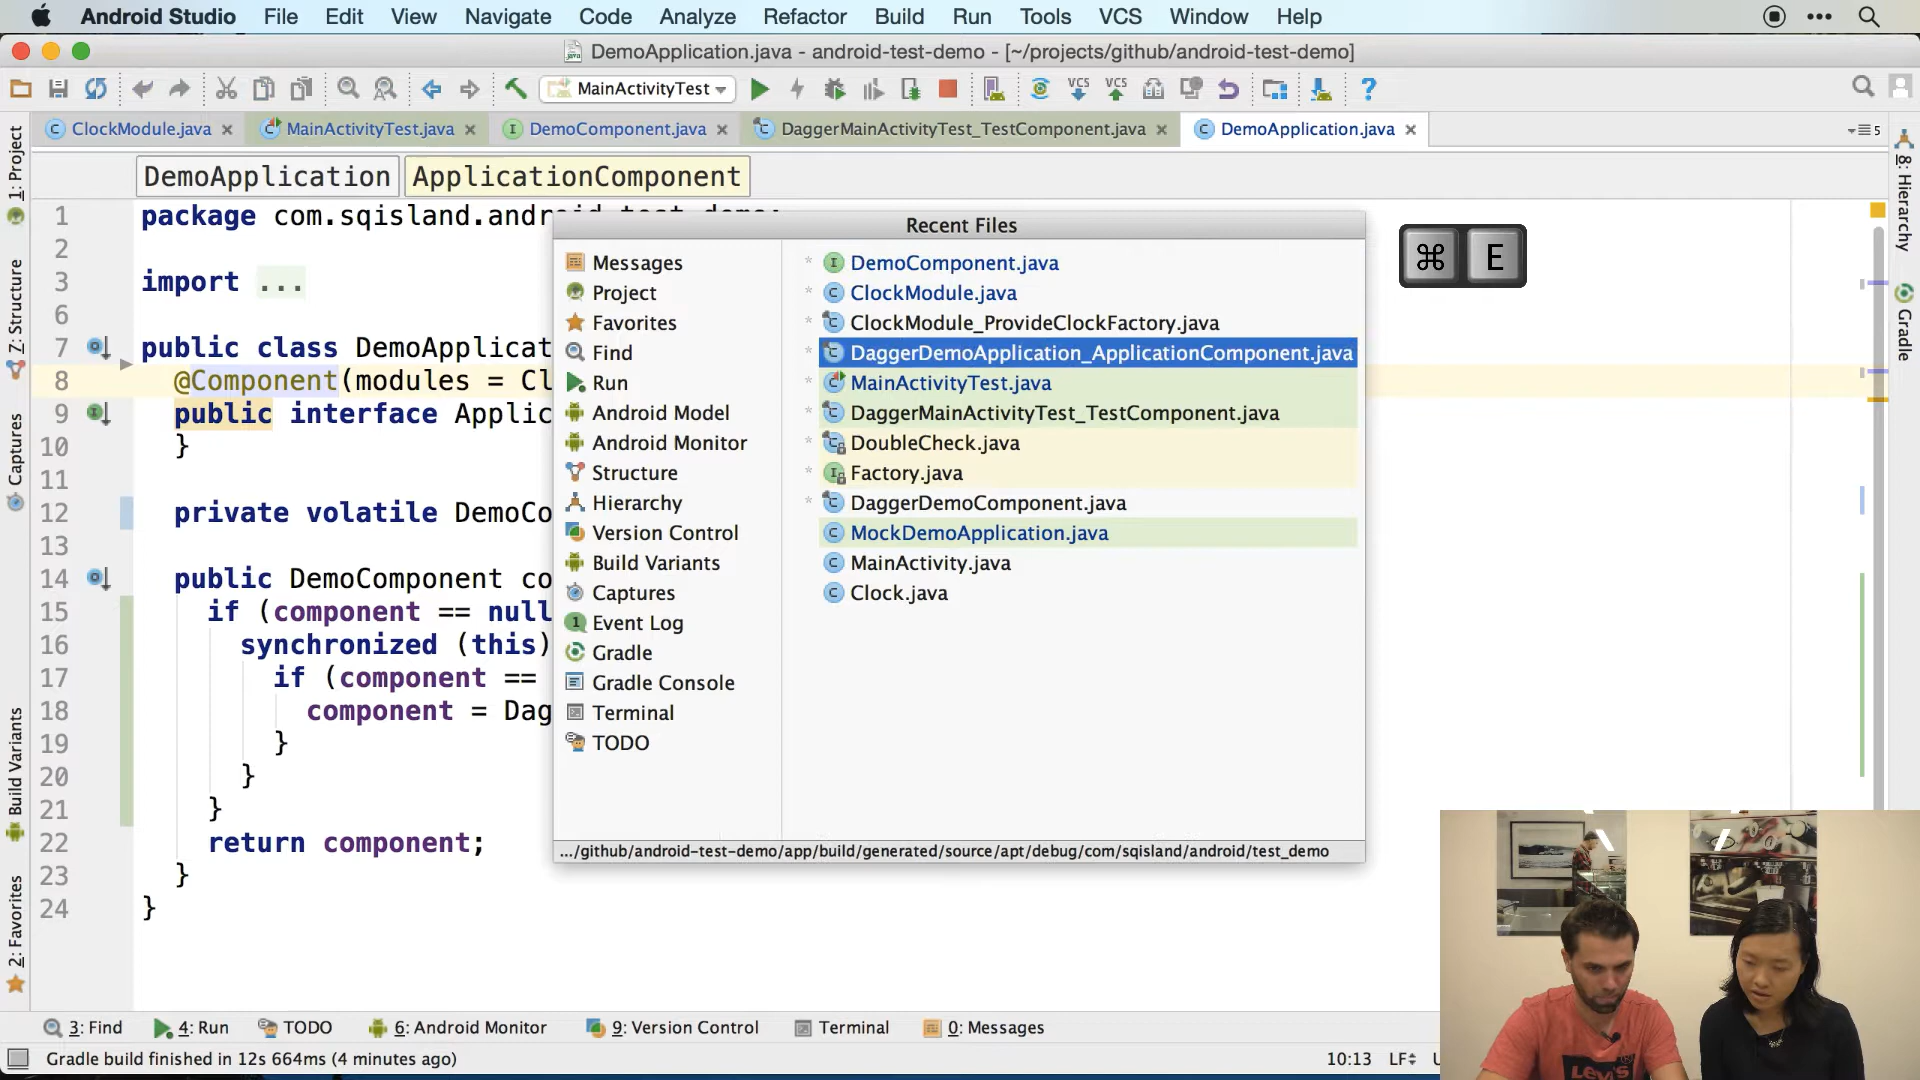 Android Studio File Edit View Navigate Code Analyze Refactor Build Run Tools VCS Window Help
DemoApplication.java - android-test-demo - [~/projects/github/android-test-demo]
MainActivityTest VCS VCS ?
ClockModule.java MainActivityTest.java DemoComponent.java DaggerMainActivityTest_TestComponent.java DemoApplication.java 5
DemoApplication ApplicationComponent
1: Project
7: Structure
Captures
Build Variants
2: Favorites
1 package com.sqisland.android.test_demo;
2
3 import ...
6
7 public class DemoApplicat
8 @Component(modules = Cl
9 public interface Applic
10 }
11
12 private volatile DemoCo
13
14 public DemoComponent co
15 if (component == null
16 synchronized (this)
17 if (component ==
18 component = Dag
19 }
20 }
21 }
22 return component;
23 }
24 }
Recent Files
Messages
Project
Favorites
Find
Run
Android Model
Android Monitor
Structure
Hierarchy
Version Control
Build Variants
Captures
Event Log
Gradle
Gradle Console
Terminal
TODO
DemoComponent.java
ClockModule.java
ClockModule_ProvideClockFactory.java
DaggerDemoApplication_ApplicationComponent.java
MainActivityTest.java
DaggerMainActivityTest_TestComponent.java
DoubleCheck.java
Factory.java
DaggerDemoComponent.java
MockDemoApplication.java
MainActivity.java
Clock.java
.../github/android-test-demo/app/build/generated/source/apt/debug/com/sqisland/android/test_demo
⌘ E
8: Hierarchy
Gradle
3: Find 4: Run TODO 6: Android Monitor 9: Version Control Terminal 0: Messages
Gradle build finished in 12s 664ms (4 minutes ago) 10:13 LF
LEVI'S